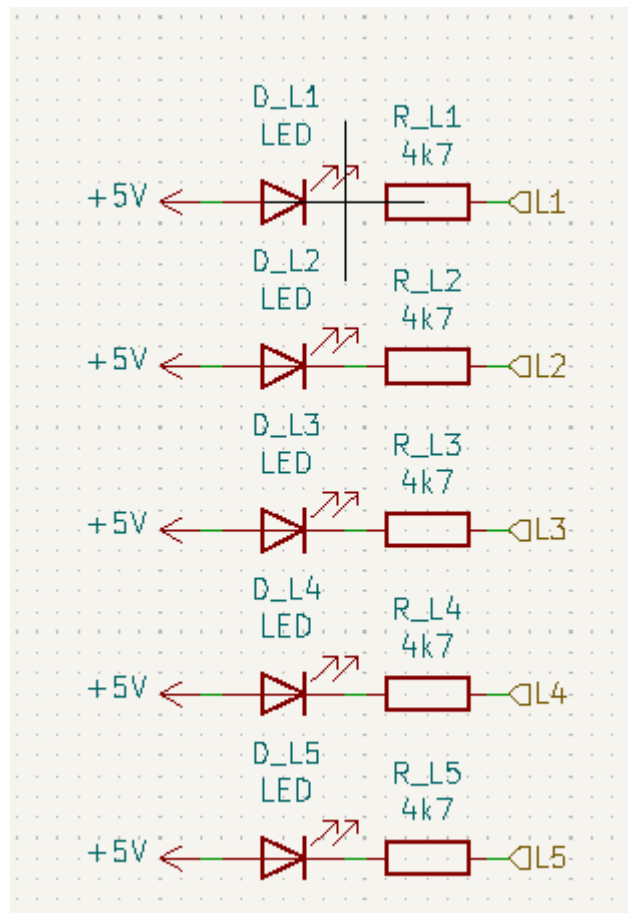 D_L1
LED
R_L1
4k7
+5V
L1
D_L2
LED
R_L2
4k7
+5V
L2
D_L3
LED
R_L3
4k7
+5V
L3
D_L4
LED
R_L4
4k7
+5V
L4
D_L5
LED
R_L5
4k7
+5V
L5